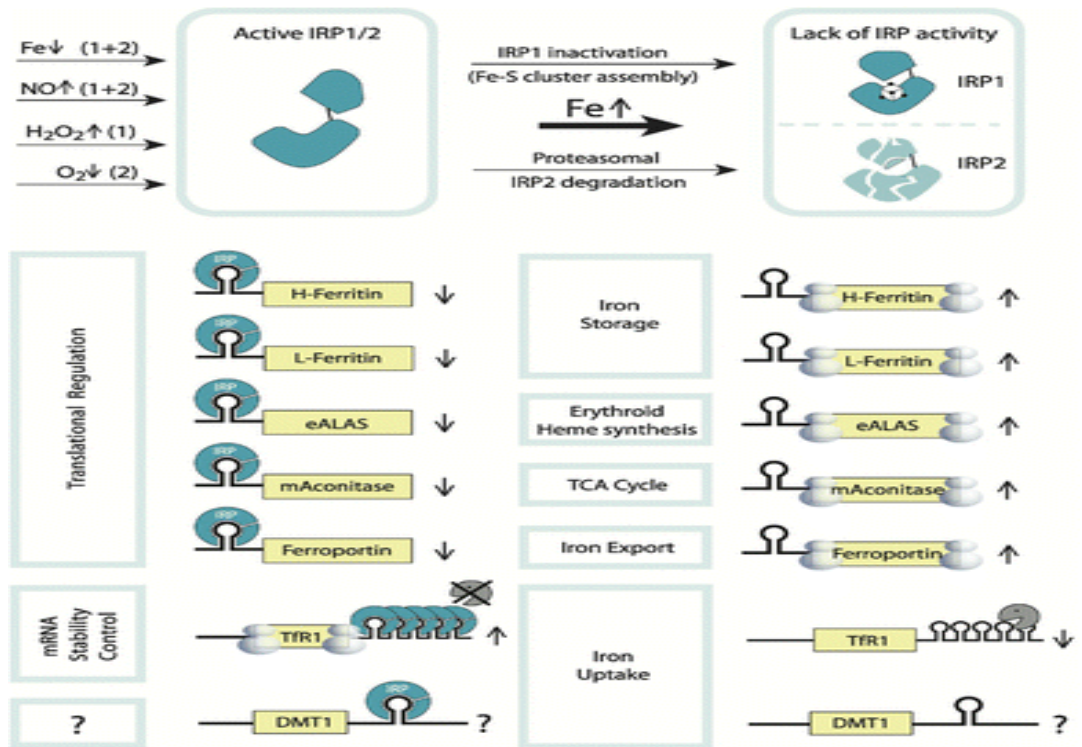 Fe↓ (1+2)
NO↑ (1+2)
H₂O₂↑ (1)
O₂↓ (2)
Active IRP1/2
IRP1 inactivation
(Fe-S cluster assembly)
Fe↑
Proteasomal
IRP2 degradation
Lack of IRP activity
IRP1
IRP2
Translational Regulation
IRP
H-Ferritin ↓
IRP
L-Ferritin ↓
IRP
eALAS ↓
IRP
mAconitase ↓
IRP
Ferroportin ↓
Iron
Storage
Erythroid
Heme synthesis
TCA Cycle
Iron Export
H-Ferritin ↑
L-Ferritin ↑
eALAS ↑
mAconitase ↑
Ferroportin ↑
mRNA
Stability
Control
TfR1 ↑
Iron
Uptake
TfR1 ↓
?
IRP
DMT1 ?
DMT1 ?